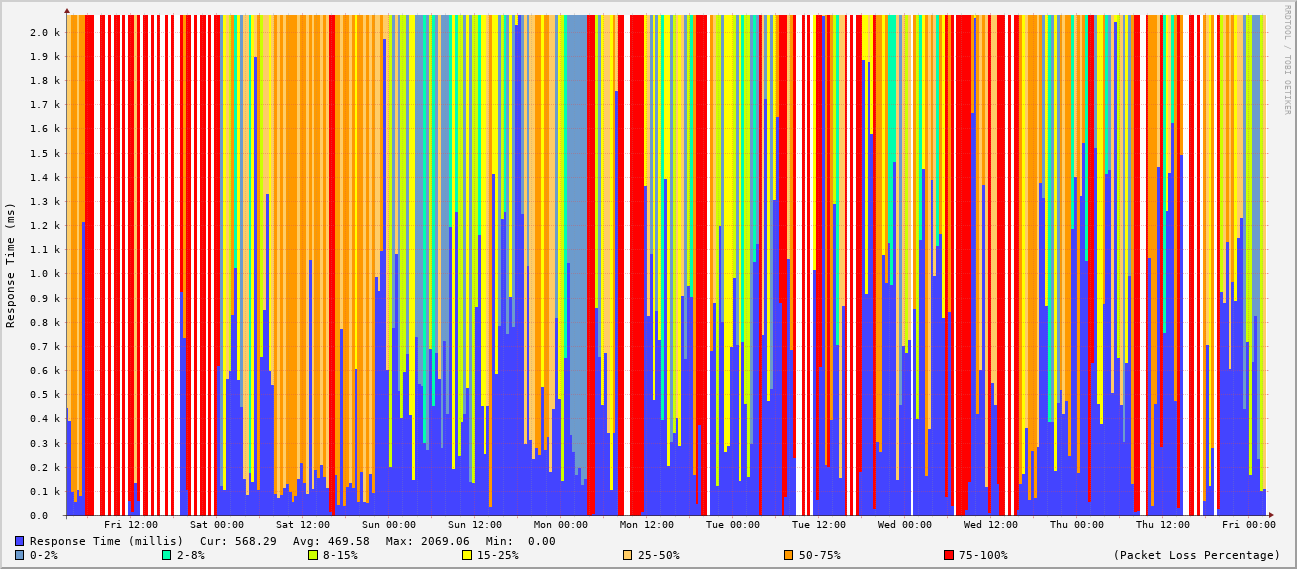 RRDTOOL / TOBI OETIKER
Response Time (ms)
2.0 k
1.9 k
1.8 k
1.7 k
1.6 k
1.5 k
1.4 k
1.3 k
1.2 k
1.1 k
1.0 k
0.9 k
0.8 k
0.7 k
0.6 k
0.5 k
0.4 k
0.3 k
0.2 k
0.1 k
0.0
Fri 12:00 Sat 00:00 Sat 12:00 Sun 00:00 Sun 12:00 Mon 00:00 Mon 12:00 Tue 00:00 Tue 12:00 Wed 00:00 Wed 12:00 Thu 00:00 Thu 12:00 Fri 00:00
Response Time (millis) Cur: 568.29 Avg: 469.58 Max: 2069.06 Min: 0.00
0-2% 2-8% 8-15% 15-25% 25-50% 50-75% 75-100% (Packet Loss Percentage)